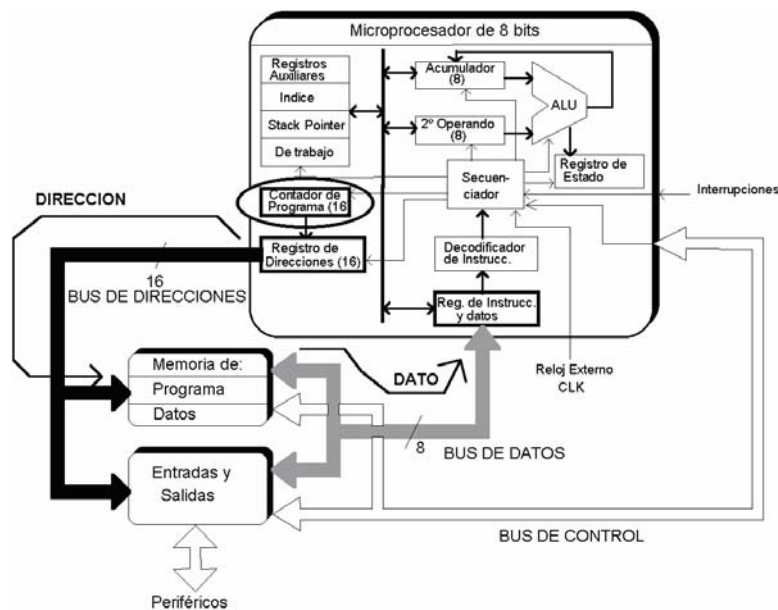 Microprocesador de 8 bits
Registros
Auxiliares
Indice
Stack Pointer
De trabajo
Acumulador
(8)
2º Operando
(8)
ALU
Registro de
Estado
Secuen-
ciador
Interrupciones
DIRECCION
Contador de
Programa (16
Registro de
Direcciones (16)
Decodificador
de Instrucc.
Reg. de Instrucc.
y datos
16
BUS DE DIRECCIONES
Reloj Externo
CLK
Memoria de:
Programa
Datos
DATO
8
BUS DE DATOS
Entradas y
Salidas
BUS DE CONTROL
Periféricos